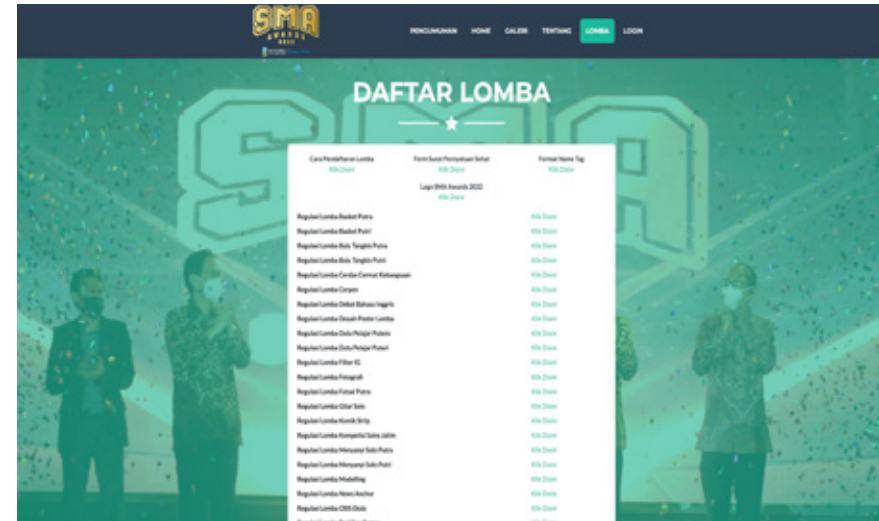 SMA
AWARDS
2022
PENGUMUMAN HOME GALERI TENTANG LOMBA LOGIN
SMA
DAFTAR LOMBA
Cara Pendaftaran Lomba Form Surat Pernyataan Sehat Format Name Tag
Klik Disini Klik Disini Klik Disini
Logo SMA Awards 2022
Klik Disini
Regulasi Lomba Basket Putra Klik Disini
Regulasi Lomba Basket Putri Klik Disini
Regulasi Lomba Bulu Tangkis Putra Klik Disini
Regulasi Lomba Bulu Tangkis Putri Klik Disini
Regulasi Lomba Cerdas Cermat Kebangsaan Klik Disini
Regulasi Lomba Cerpen Klik Disini
Regulasi Lomba Debat Bahasa Inggris Klik Disini
Regulasi Lomba Desain Poster Lomba Klik Disini
Regulasi Lomba Duta Pelajar Putera Klik Disini
Regulasi Lomba Duta Pelajar Puteri Klik Disini
Regulasi Lomba Filter IG Klik Disini
Regulasi Lomba Fotografi Klik Disini
Regulasi Lomba Futsal Putra Klik Disini
Regulasi Lomba Gitar Solo Klik Disini
Regulasi Lomba Komik Strip Klik Disini
Regulasi Lomba Kompetisi Sains Jatim Klik Disini
Regulasi Lomba Menyanyi Solo Putra Klik Disini
Regulasi Lomba Menyanyi Solo Putri Klik Disini
Regulasi Lomba Modelling Klik Disini
Regulasi Lomba News Anchor Klik Disini
Regulasi Lomba OSIS Klik Disini